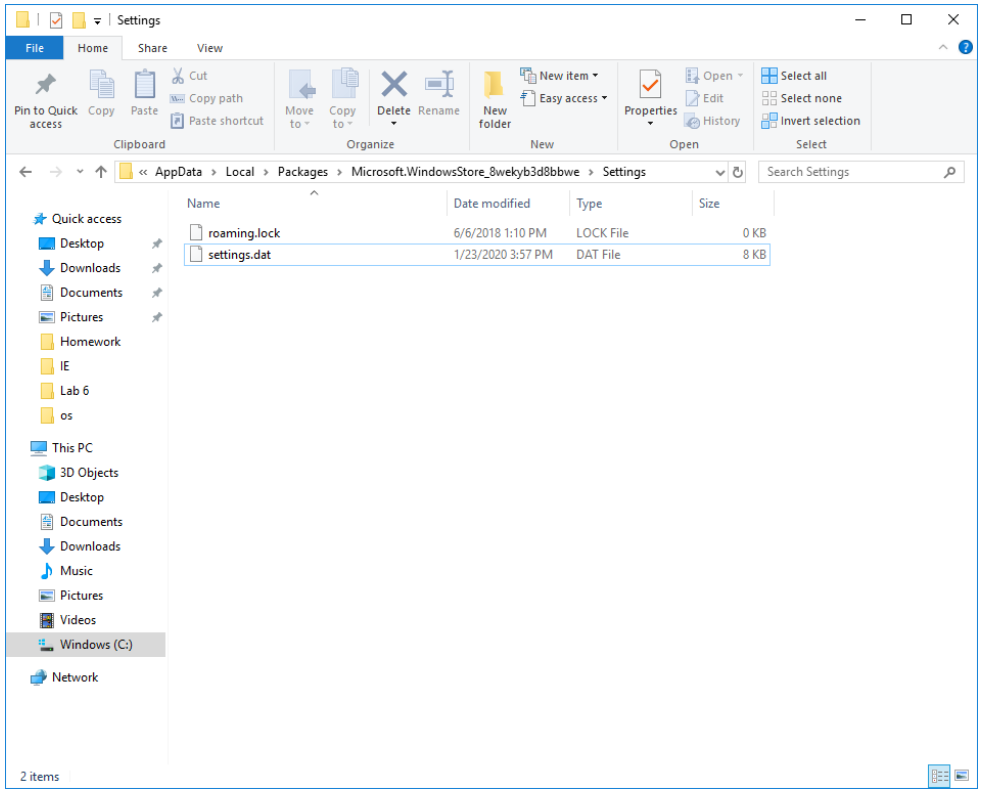 Settings
File Home Share View
Pin to Quick access
Copy
Paste
Cut
Copy path
Paste shortcut
Clipboard
Move to
Copy to
Delete
Rename
Organize
New folder
New item
Easy access
New
Properties
Open
Edit
History
Open
Select all
Select none
Invert selection
Select
« AppData > Local > Packages > Microsoft.WindowsStore_8wekyb3d8bbwe > Settings
Search Settings
Quick access
Desktop
Downloads
Documents
Pictures
Homework
IE
Lab 6
os
This PC
3D Objects
Desktop
Documents
Downloads
Music
Pictures
Videos
Windows (C:)
Network
Name Date modified Type Size
roaming.lock 6/6/2018 1:10 PM LOCK File 0 KB
settings.dat 1/23/2020 3:57 PM DAT File 8 KB
2 items